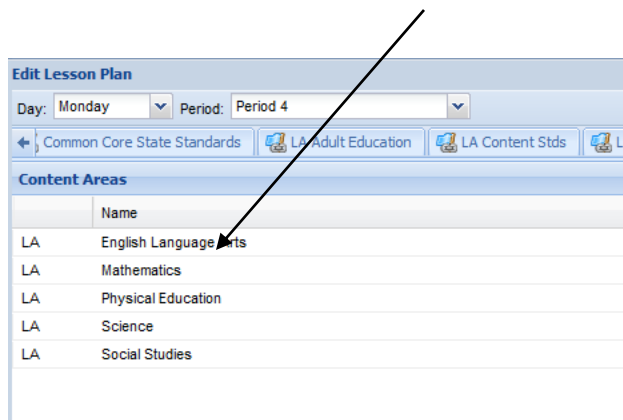 Edit Lesson Plan
Day: Monday Period: Period 4
Common Core State Standards LA Adult Education LA Content Stds L
Content Areas
Name
LA English Language Arts
LA Mathematics
LA Physical Education
LA Science
LA Social Studies